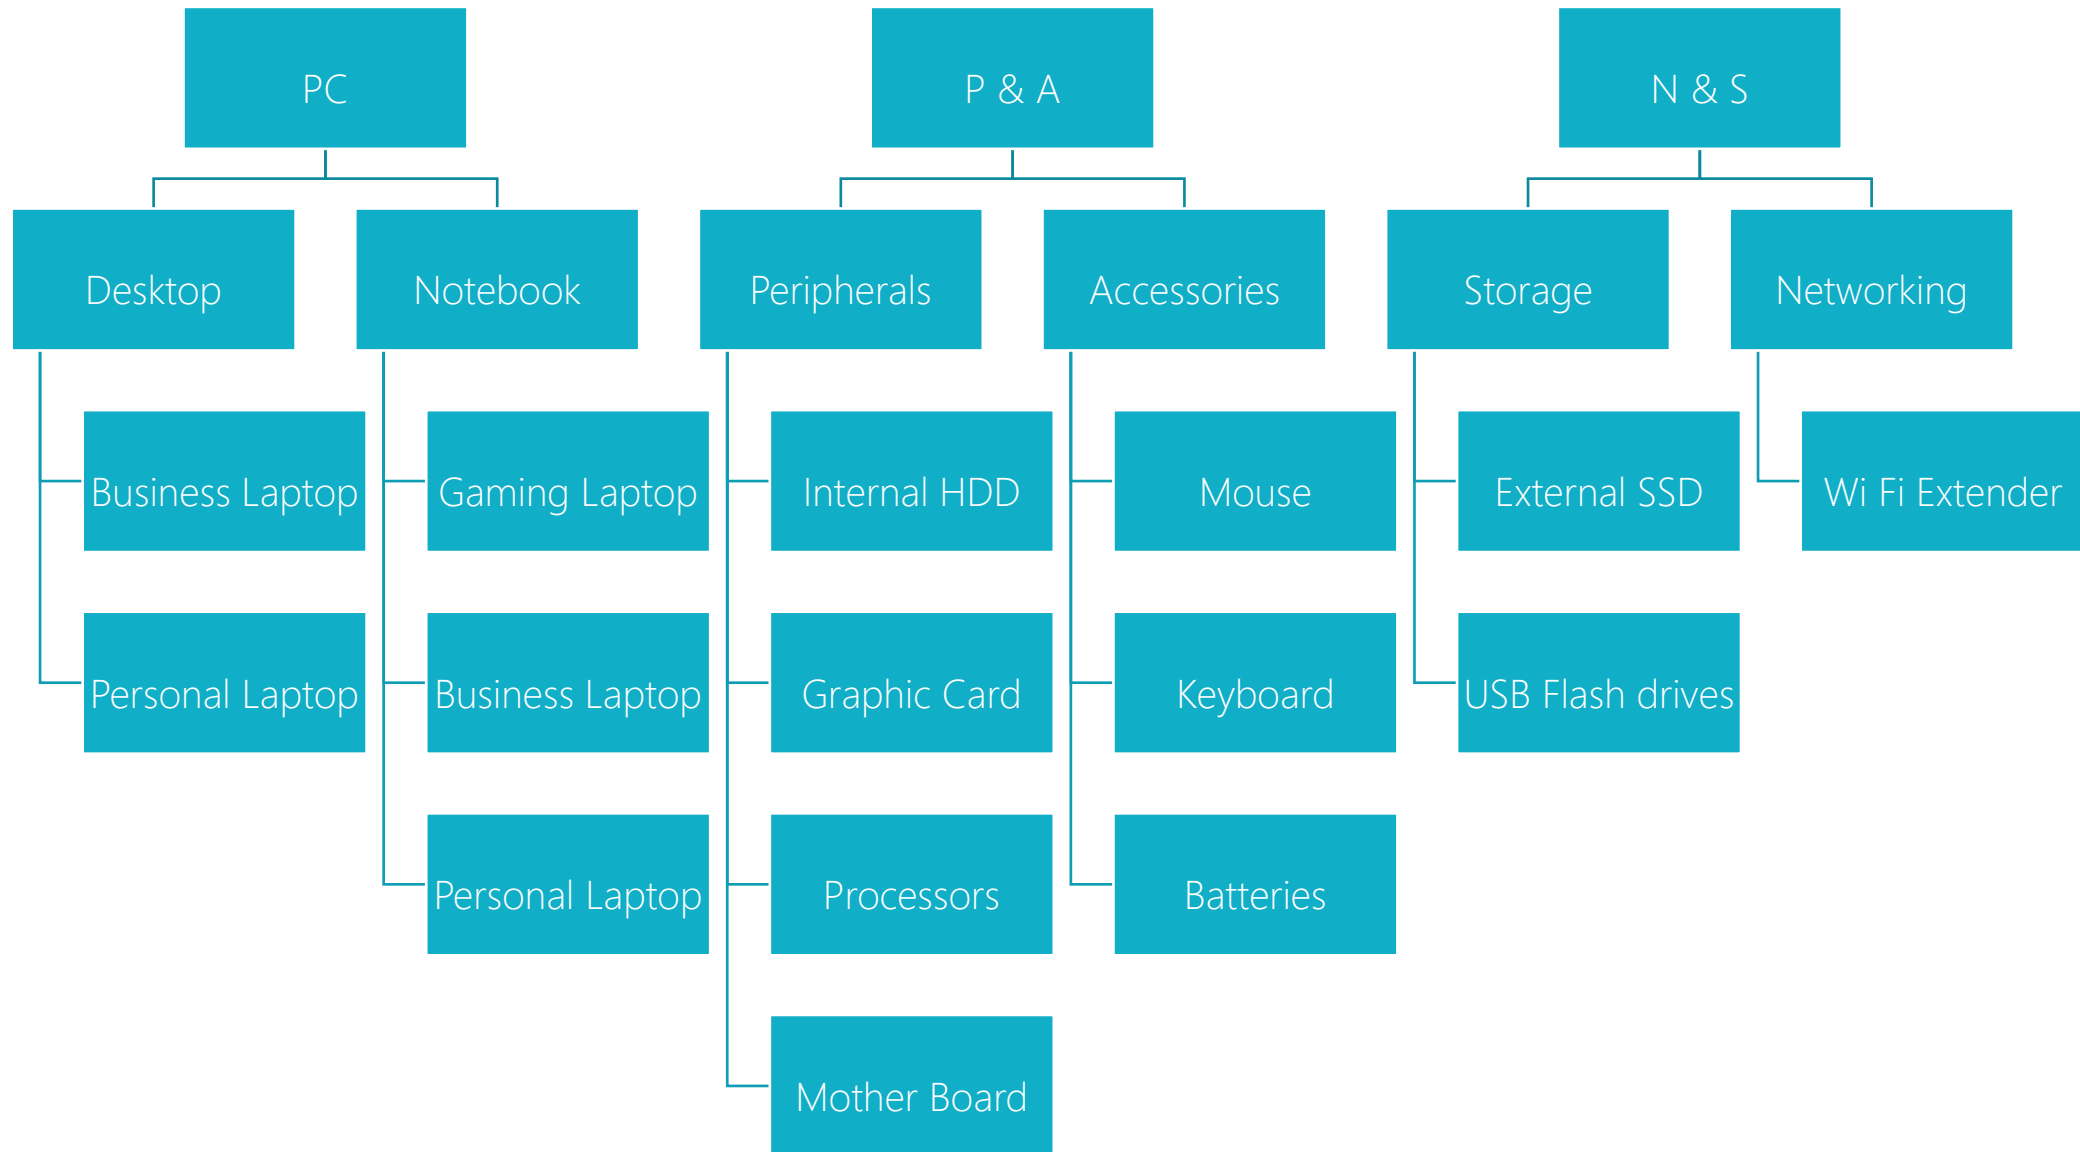 PC
P & A
N & S
Desktop
Notebook
Peripherals
Accessories
Storage
Networking
Business Laptop
Gaming Laptop
Internal HDD
Mouse
External SSD
Wi Fi Extender
Personal Laptop
Business Laptop
Graphic Card
Keyboard
USB Flash drives
Personal Laptop
Processors
Batteries
Mother Board